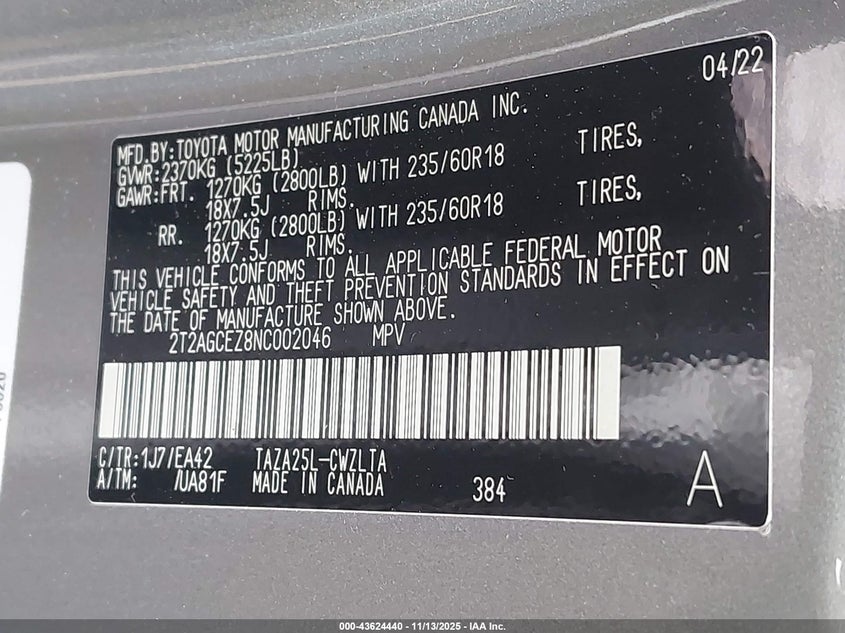 04/22
MFD.BY:TOYOTA MOTOR MANUFACTURING CANADA INC.
GVWR:2370KG (5225LB)
GAWR:FRT. 1270KG (2800LB) WITH 235/60R18 TIRES,
18X7.5J RIMS.
RR. 1270KG (2800LB) WITH 235/60R18 TIRES,
18X7.5J RIMS.
THIS VEHICLE CONFORMS TO ALL APPLICABLE FEDERAL MOTOR
VEHICLE SAFETY AND THEFT PREVENTION STANDARDS IN EFFECT ON
THE DATE OF MANUFACTURE SHOWN ABOVE.
2T2AGCEZ8NC002046 MPV
C/TR:1J7/EA42 TAZA25L-CWZLTA
A/TM: /UA81F MADE IN CANADA 384 A
000-43624440 - 11/13/2025 - IAA Inc.